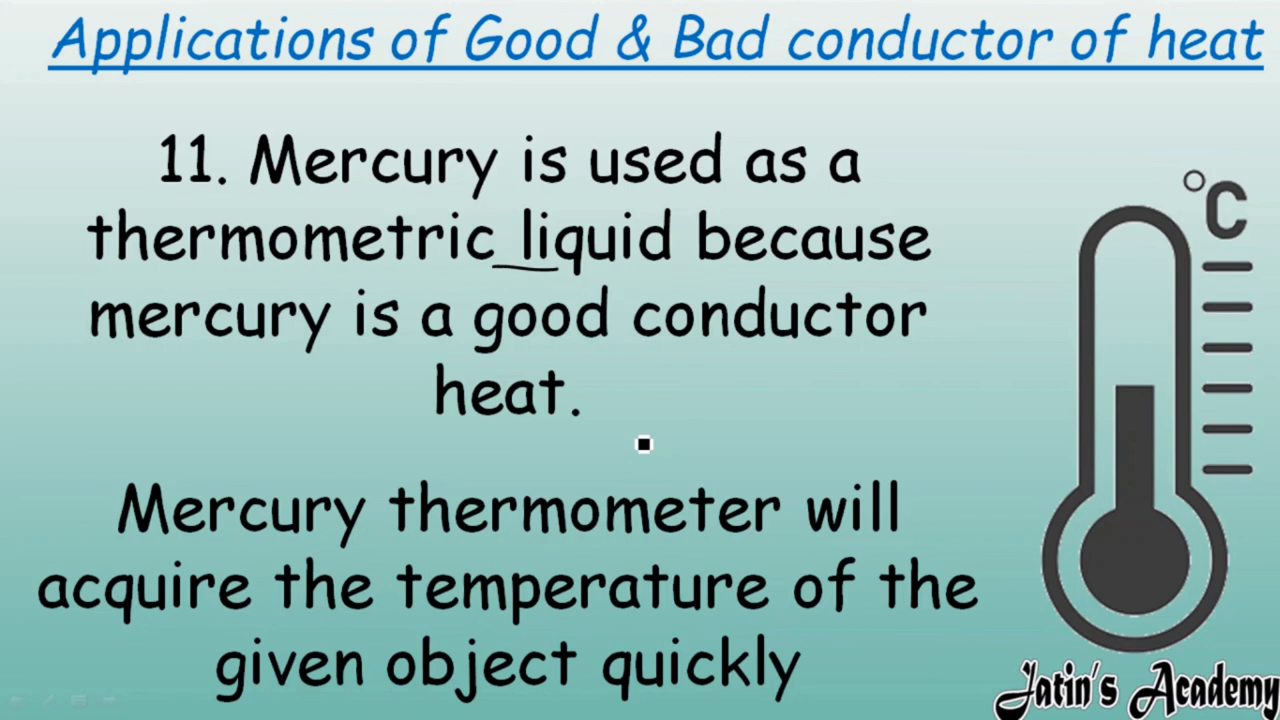 Applications of Good & Bad conductor of heat
11. Mercury is used as a
thermometric liquid because
mercury is a good conductor
heat.
Mercury thermometer will
acquire the temperature of the
given object quickly
°C
Jatin's Academy